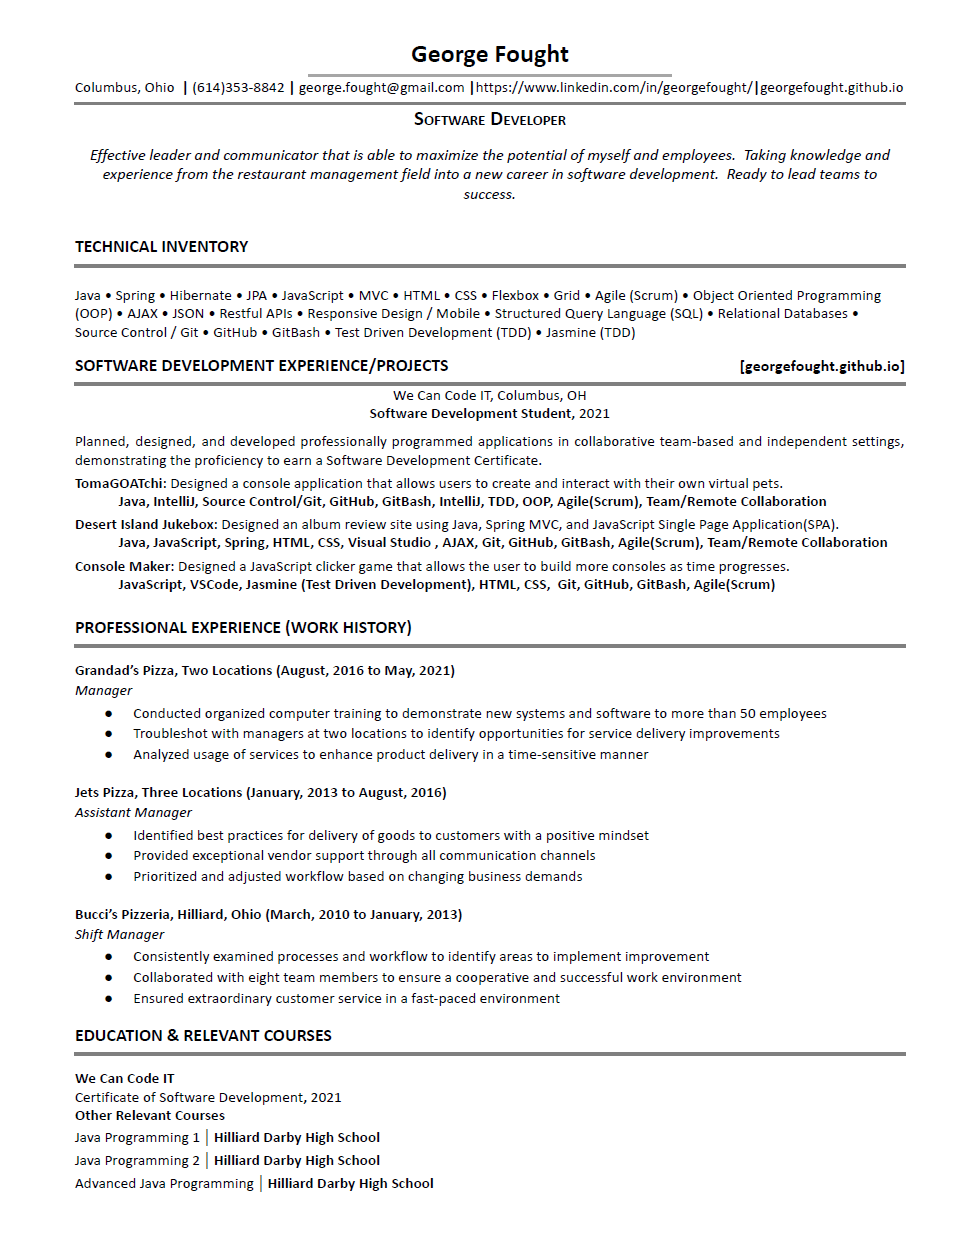 George Fought
Columbus, Ohio | (614)353-8842 | george.fought@gmail.com |https://www.linkedin.com/in/georgefought/|georgefought.github.io
SOFTWARE DEVELOPER
Effective leader and communicator that is able to maximize the potential of myself and employees. Taking knowledge and
experience from the restaurant management field into a new career in software development. Ready to lead teams to
success.
TECHNICAL INVENTORY
Java • Spring • Hibernate • JPA • JavaScript • MVC • HTML • CSS • Flexbox • Grid • Agile (Scrum) • Object Oriented Programming
(OOP) • AJAX • JSON • Restful APIs • Responsive Design / Mobile • Structured Query Language (SQL) • Relational Databases •
Source Control / Git • GitHub • GitBash • Test Driven Development (TDD) • Jasmine (TDD)
SOFTWARE DEVELOPMENT EXPERIENCE/PROJECTS [georgefought.github.io]
We Can Code IT, Columbus, OH
Software Development Student, 2021
Planned, designed, and developed professionally programmed applications in collaborative team-based and independent settings,
demonstrating the proficiency to earn a Software Development Certificate.
TomaGOATchi: Designed a console application that allows users to create and interact with their own virtual pets.
Java, IntelliJ, Source Control/Git, GitHub, GitBash, IntelliJ, TDD, OOP, Agile(Scrum), Team/Remote Collaboration
Desert Island Jukebox: Designed an album review site using Java, Spring MVC, and JavaScript Single Page Application(SPA).
Java, JavaScript, Spring, HTML, CSS, Visual Studio , AJAX, Git, GitHub, GitBash, Agile(Scrum), Team/Remote Collaboration
Console Maker: Designed a JavaScript clicker game that allows the user to build more consoles as time progresses.
JavaScript, VSCode, Jasmine (Test Driven Development), HTML, CSS, Git, GitHub, GitBash, Agile(Scrum)
PROFESSIONAL EXPERIENCE (WORK HISTORY)
Grandad's Pizza, Two Locations (August, 2016 to May, 2021)
Manager
● Conducted organized computer training to demonstrate new systems and software to more than 50 employees
● Troubleshot with managers at two locations to identify opportunities for service delivery improvements
● Analyzed usage of services to enhance product delivery in a time-sensitive manner
Jets Pizza, Three Locations (January, 2013 to August, 2016)
Assistant Manager
● Identified best practices for delivery of goods to customers with a positive mindset
● Provided exceptional vendor support through all communication channels
● Prioritized and adjusted workflow based on changing business demands
Bucci's Pizzeria, Hilliard, Ohio (March, 2010 to January, 2013)
Shift Manager
● Consistently examined processes and workflow to identify areas to implement improvement
● Collaborated with eight team members to ensure a cooperative and successful work environment
● Ensured extraordinary customer service in a fast-paced environment
EDUCATION & RELEVANT COURSES
We Can Code IT
Certificate of Software Development, 2021
Other Relevant Courses
Java Programming 1 | Hilliard Darby High School
Java Programming 2 | Hilliard Darby High School
Advanced Java Programming | Hilliard Darby High School